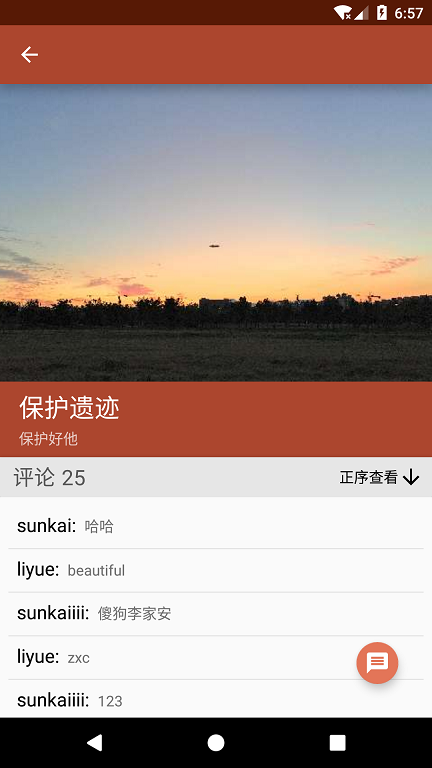 6:57
保护遗迹
保护好他
评论 25 正序查看
sunkai: 哈哈
liyue: beautiful
sunkaiiii: 傻狗李家安
liyue: zxc
sunkaiiii: 123